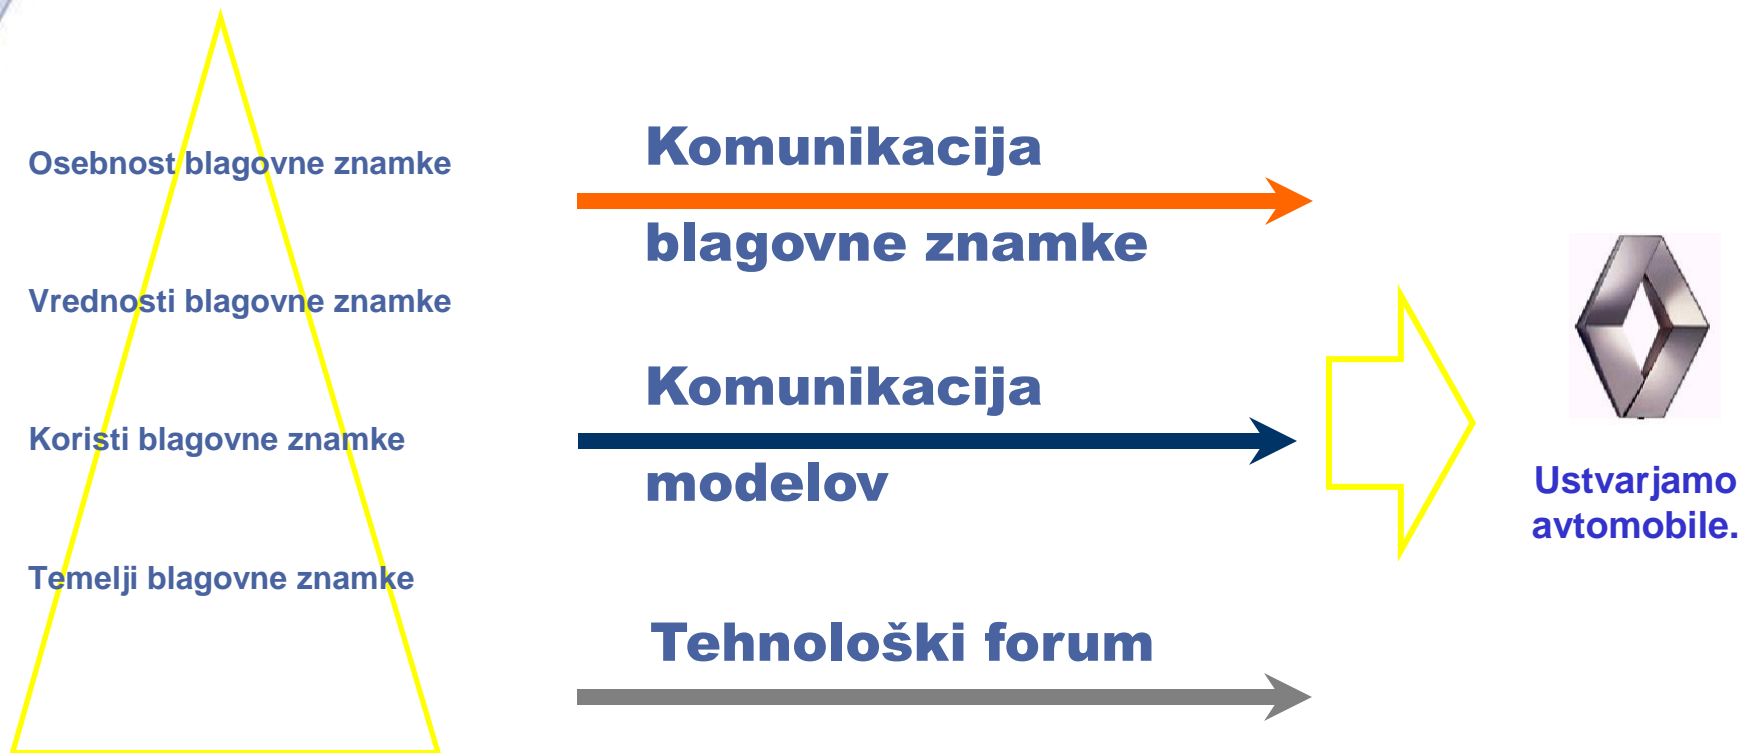 Osebnost blagovne znamke
Vrednosti blagovne znamke
Koristi blagovne znamke
Temelji blagovne znamke
Komunikacija
blagovne znamke
Komunikacija
modelov
Tehnološki forum
Ustvarjamo
avtomobile.